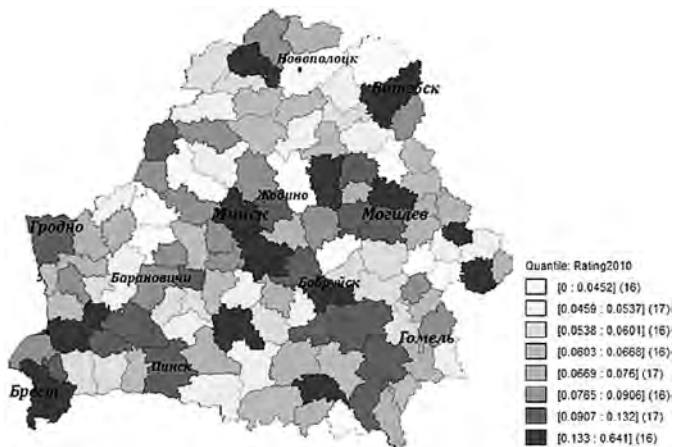 Новополоцк
Витебск
Жодино
Минск
Могилев
Гродно
Барановичи
Бобруйск
Гомель
Пинск
Брест
Quantile: Rating2010
[0 : 0.0452] (16)
[0.0459 : 0.0537] (17)
[0.0538 : 0.0601] (16)
[0.0603 : 0.0668] (16)
[0.0669 : 0.076] (17)
[0.0765 : 0.0906] (16)
[0.0907 : 0.132] (17)
[0.133 : 0.641] (16)